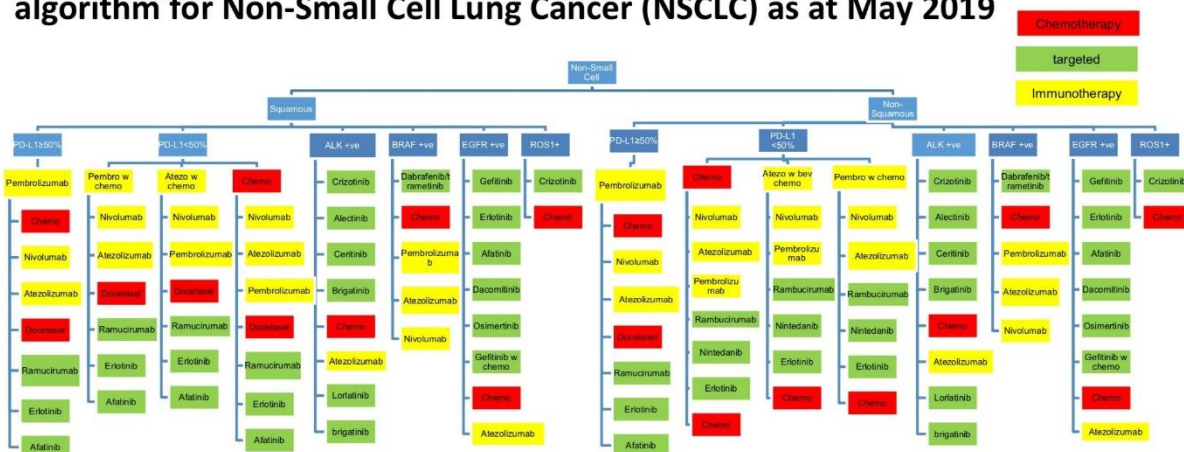 algorithm for Non-Small Cell Lung Cancer (NSCLC) as at May 2019
Chemotherapy
targeted
Immunotherapy
Non-Small
Cell
Squamous
Non-
Squamous
PD-L1≥50%
Pembrolizumab
Chemo
Nivolumab
Atezolizumab
Docetaxel
Ramucirumab
Erlotinib
Afatinib
PD-L1<50%
Pembro w
chemo
Nivolumab
Atezolizumab
Docetaxel
Ramucirumab
Erlotinib
Afatinib
Atezo w
chemo
Nivolumab
Pembrolizumab
Docetaxel
Ramucirumab
Erlotinib
Afatinib
Chemo
Nivolumab
Atezolizumab
Pembrolizumab
Docetaxel
Ramucirumab
Erlotinib
Afatinib
ALK +ve
Crizotinib
Alectinib
Ceritinib
Brigatinib
Chemo
Atezolizumab
Lorlatinib
brigatinib
BRAF +ve
Dabrafenib/t
rametinib
Chemo
Pembrolizuma
b
Atezolizumab
Nivolumab
EGFR +ve
Gefitinib
Erlotinib
Afatinib
Dacomitinib
Osimertinib
Gefitinib w
chemo
Chemo
Atezolizumab
ROS1+
Crizotinib
Chemo
PD-L1≥50%
Pembrolizumab
Chemo
Nivolumab
Atezolizumab
Docetaxel
Ramucirumab
Erlotinib
Afatinib
PD-L1
<50%
Chemo
Nivolumab
Atezolizumab
Pembrolizu
mab
Rambucirumab
Nintedanib
Erlotinib
Chemo
Atezo w bev
chemo
Nivolumab
Pembrolizu
mab
Rambucirumab
Nintedanib
Erlotinib
Chemo
Pembro w chemo
Nivolumab
Atezolizumab
Rambucirumab
Nintedanib
Erlotinib
Chemo
ALK +ve
Crizotinib
Alectinib
Ceritinib
Brigatinib
Chemo
Atezolizumab
Lorlatinib
brigatinib
BRAF +ve
Dabrafenib/t
rametinib
Chemo
Pembrolizumab
Atezolizumab
Nivolumab
EGFR +ve
Gefitinib
Erlotinib
Afatinib
Dacomitinib
Osimertinib
Gefitinib w
chemo
Chemo
Atezolizumab
ROS1+
Crizotinib
Chemo